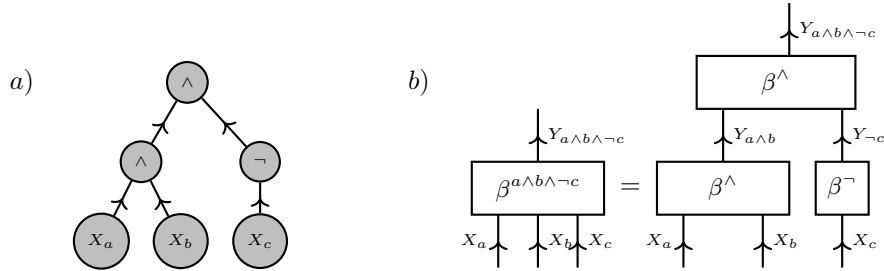 a)
∧
∧ ¬
X_a X_b X_c
b)
Y_{a∧b∧¬c}
β^{a∧b∧¬c}
X_a X_b X_c
=
Y_{a∧b∧¬c}
β^∧
Y_{a∧b} Y_{¬c}
β^∧ β^¬
X_a X_b X_c